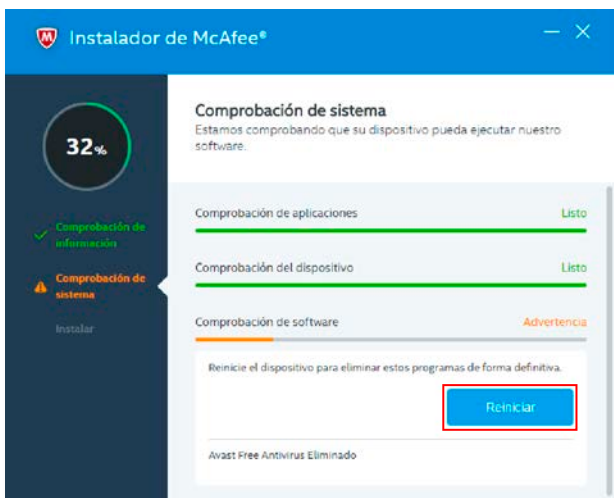 Instalador de McAfee®
32%
Comprobación de sistema
Estamos comprobando que su dispositivo pueda ejecutar nuestro
software.
Comprobación de
información
Comprobación de
sistema
Instalar
Comprobación de aplicaciones Listo
Comprobación del dispositivo Listo
Comprobación de software Advertencia
Reinicie el dispositivo para eliminar estos programas de forma definitiva.
Reiniciar
Avast Free Antivirus Eliminado